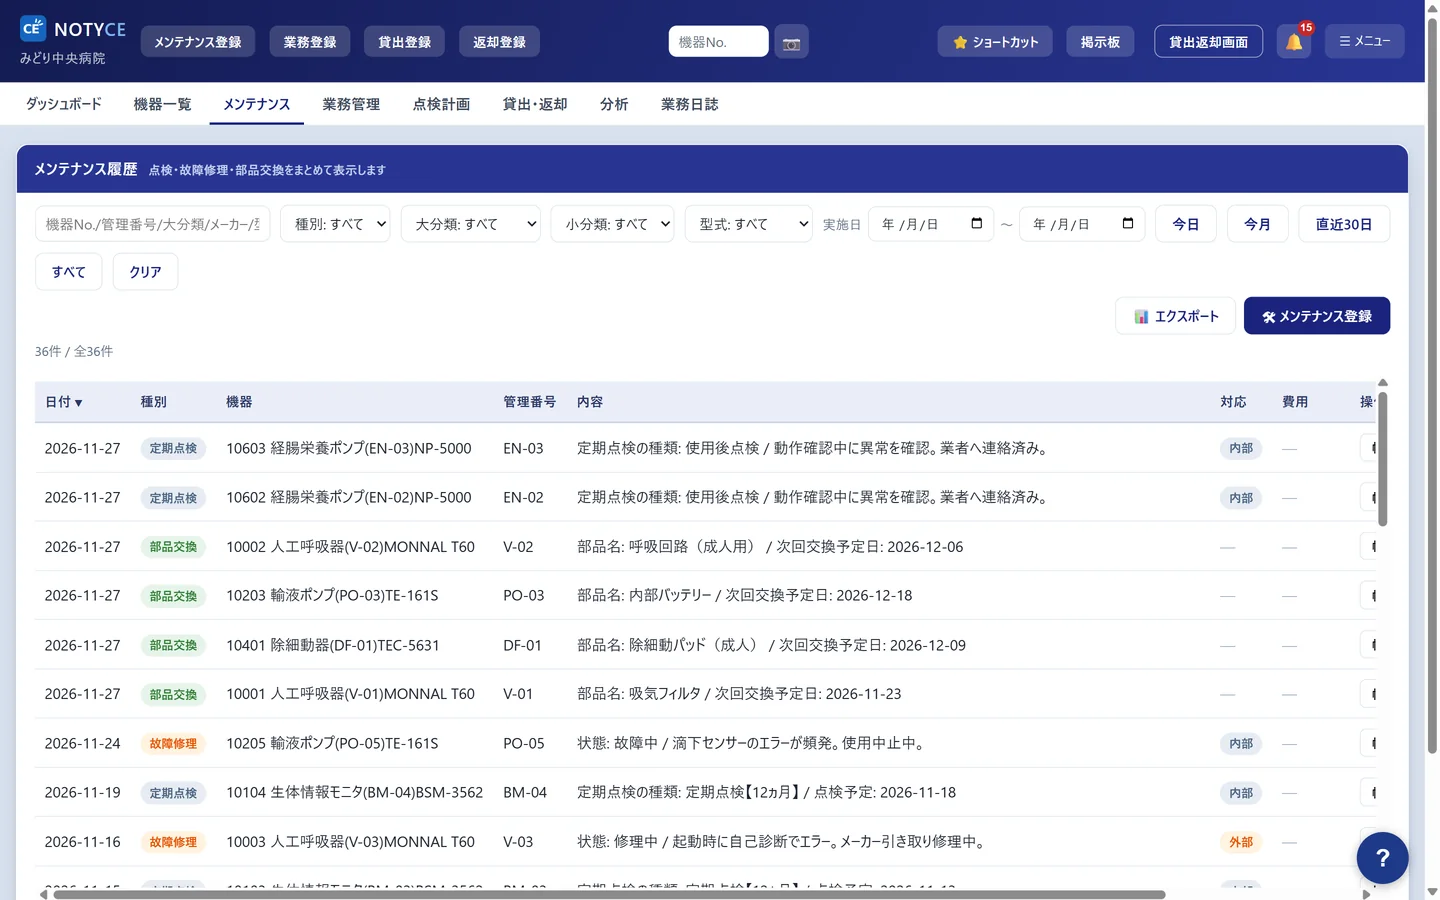 CE NOTYCE
みどり中央病院
メンテナンス登録 業務登録 貸出登録 返却登録 機器No. ショートカット 掲示板 貸出返却画面 15 ☰ メニュー
ダッシュボード 機器一覧 メンテナンス 業務管理 点検計画 貸出・返却 分析 業務日誌
メンテナンス履歴 点検・故障修理・部品交換をまとめて表示します
機器No./管理番号/大分類/メーカー/ 種別: すべて 大分類: すべて 小分類: すべて 型式: すべて 実施日 年 /月/日 ～ 年 /月/日 今日 今月 直近30日
すべて クリア
エクスポート メンテナンス登録
36件 / 全36件
日付 ▼ 種別 機器 管理番号 内容 対応 費用 操
2026-11-27 定期点検 10603 経腸栄養ポンプ(EN-03)NP-5000 EN-03 定期点検の種類: 使用後点検 / 動作確認中に異常を確認。業者へ連絡済み。 内部 —
2026-11-27 定期点検 10602 経腸栄養ポンプ(EN-02)NP-5000 EN-02 定期点検の種類: 使用後点検 / 動作確認中に異常を確認。業者へ連絡済み。 内部 —
2026-11-27 部品交換 10002 人工呼吸器(V-02)MONNAL T60 V-02 部品名: 呼吸回路（成人用） / 次回交換予定日: 2026-12-06 — —
2026-11-27 部品交換 10203 輸液ポンプ(PO-03)TE-161S PO-03 部品名: 内部バッテリー / 次回交換予定日: 2026-12-18 — —
2026-11-27 部品交換 10401 除細動器(DF-01)TEC-5631 DF-01 部品名: 除細動パッド（成人） / 次回交換予定日: 2026-12-09 — —
2026-11-27 部品交換 10001 人工呼吸器(V-01)MONNAL T60 V-01 部品名: 吸気フィルタ / 次回交換予定日: 2026-11-23 — —
2026-11-24 故障修理 10205 輸液ポンプ(PO-05)TE-161S PO-05 状態: 故障中 / 滴下センサーのエラーが頻発。使用中止中。 内部 —
2026-11-19 定期点検 10104 生体情報モニタ(BM-04)BSM-3562 BM-04 定期点検の種類: 定期点検【12ヵ月】 / 点検予定: 2026-11-18 内部 —
2026-11-16 故障修理 10003 人工呼吸器(V-03)MONNAL T60 V-03 状態: 修理中 / 起動時に自己診断でエラー。メーカー引き取り修理中。 外部 —
?